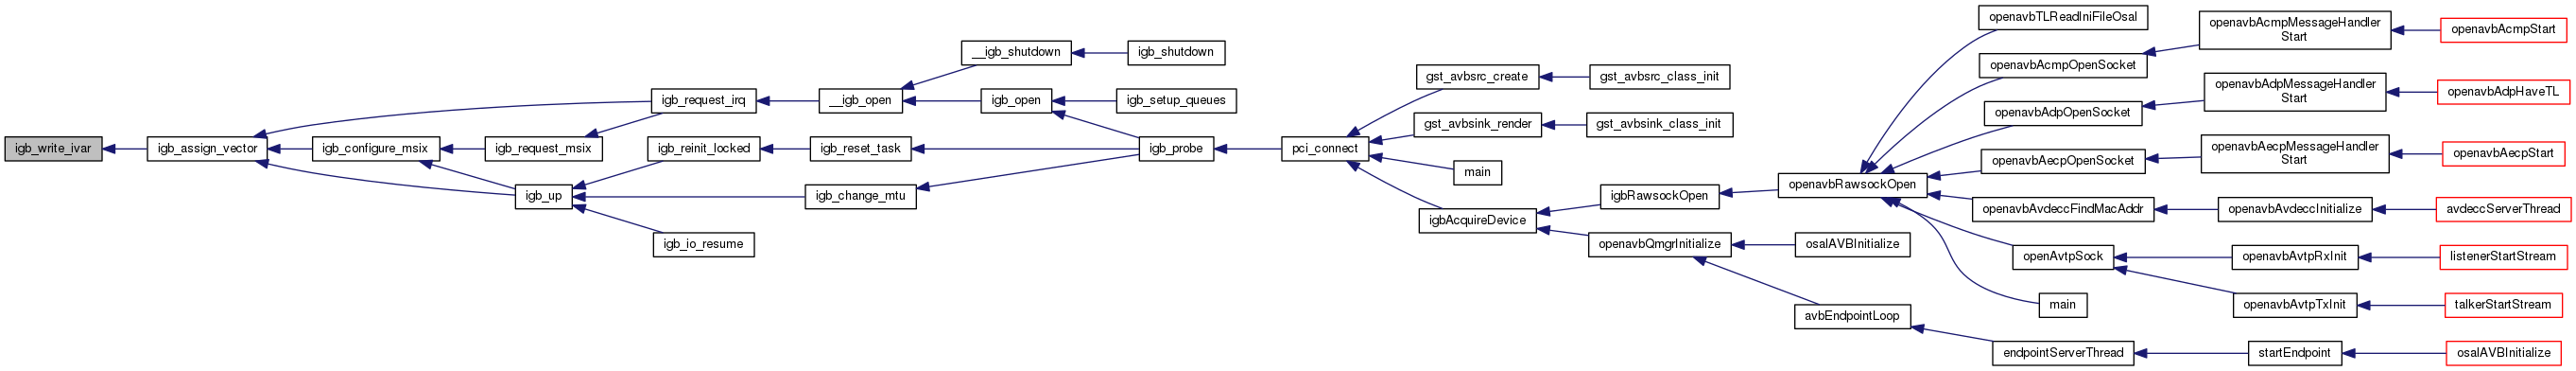 igb_write_ivar
igb_assign_vector
igb_request_irq
igb_configure_msix
igb_request_msix
igb_up
__igb_open
__igb_shutdown
igb_shutdown
igb_open
igb_setup_queues
igb_reinit_locked
igb_reset_task
igb_change_mtu
igb_io_resume
igb_probe
pci_connect
gst_avbsrc_create
gst_avbsrc_class_init
gst_avbsink_render
gst_avbsink_class_init
main
igbAcquireDevice
igbRawsockOpen
openavbQmgrInitialize
osalAVBInitialize
avbEndpointLoop
openavbRawsockOpen
openavbTLReadIniFileOsal
openavbAcmpOpenSocket
openavbAcmpMessageHandler
Start
openavbAcmpStart
openavbAdpOpenSocket
openavbAdpMessageHandler
Start
openavbAdpHaveTL
openavbAecpOpenSocket
openavbAecpMessageHandler
Start
openavbAecpStart
openavbAvdeccFindMacAddr
openavbAvdeccInitialize
avdeccServerThread
openAvtpSock
openavbAvtpRxInit
listenerStartStream
openavbAvtpTxInit
talkerStartStream
main
endpointServerThread
startEndpoint
osalAVBInitialize